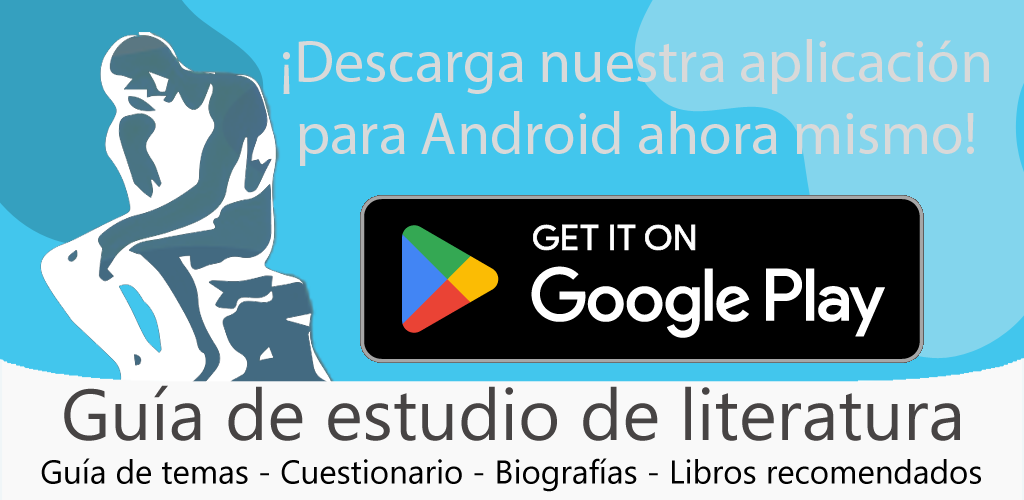 ¡Descarga nuestra aplicación
para Android ahora mismo!
GET IT ON
Google Play
Guía de estudio de literatura
Guía de temas - Cuestionario - Biografías - Libros recomendados